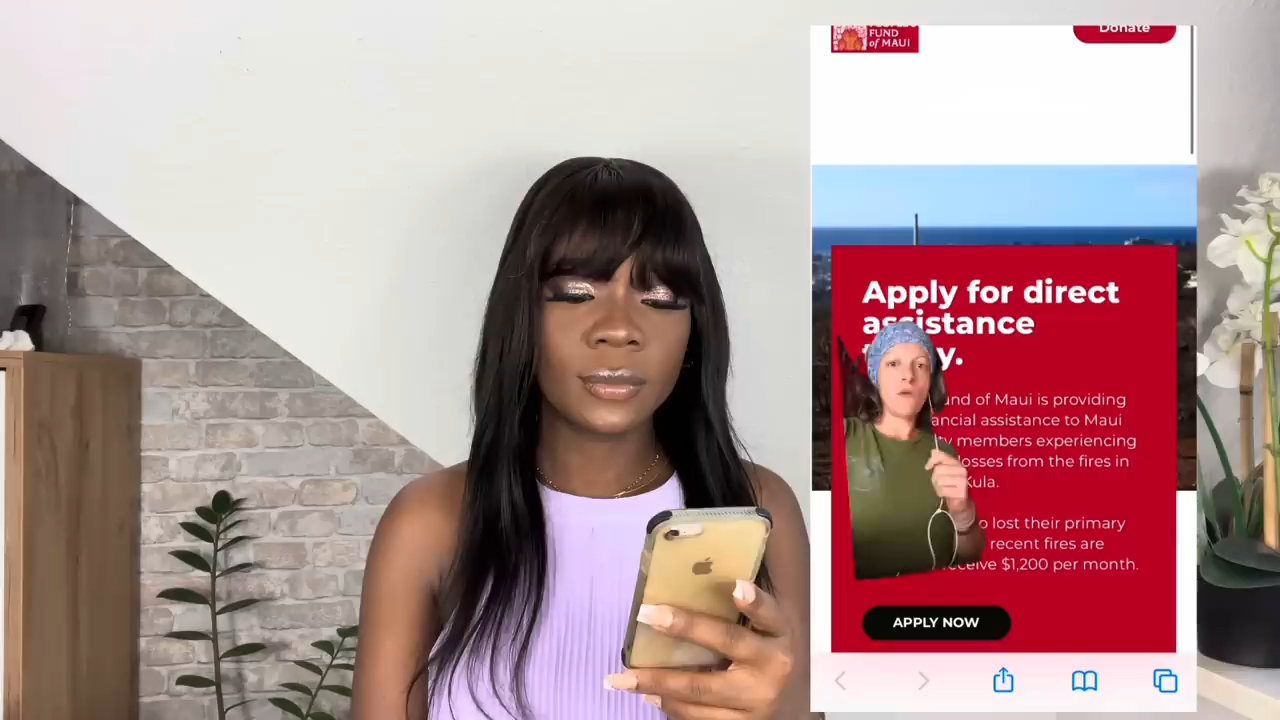 FUND
of MAUI
Donate
Apply for direct
assistance
y.
und of Maui is providing
ancial assistance to Maui
members experiencing
losses from the fires in
Kula.
o lost their primary
recent fires are
receive $1,200 per month.
APPLY NOW